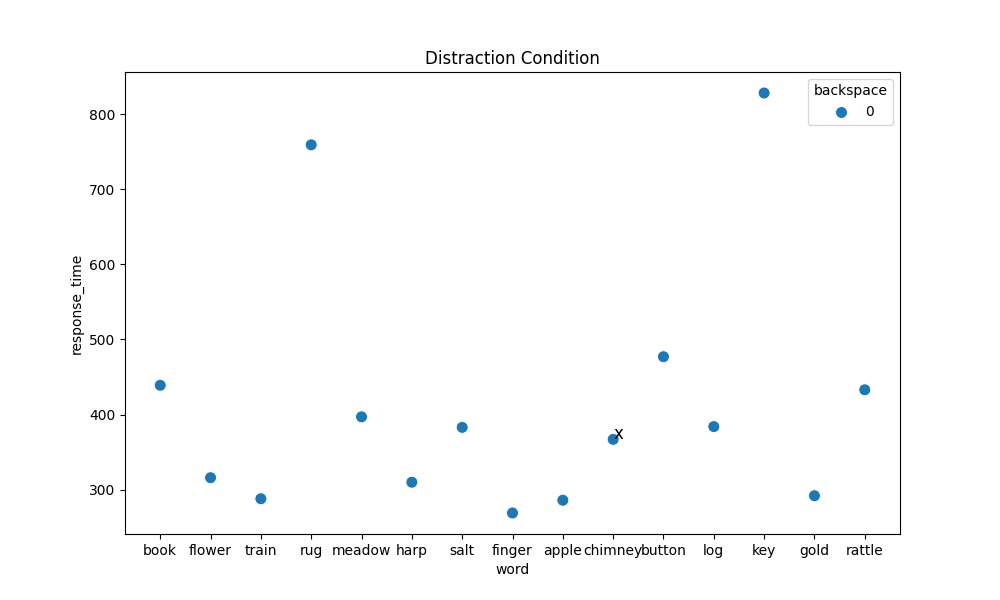 Distraction Condition
backspace
0
800
700
600
500
400
300
response_time
x
book flower train rug meadow harp salt finger apple chimney button log key gold rattle
word